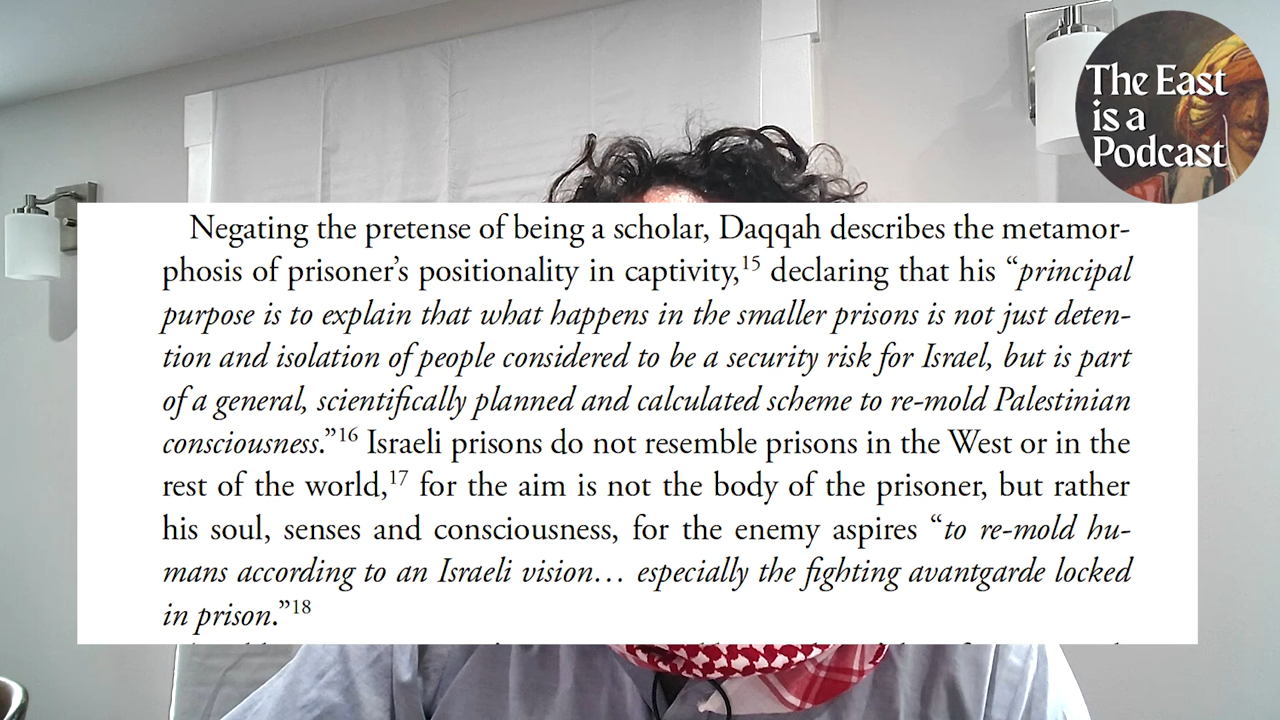 The East
is a
Podcast
Negating the pretense of being a scholar, Daqqah describes the metamor-
phosis of prisoner’s positionality in captivity,15 declaring that his “principal
purpose is to explain that what happens in the smaller prisons is not just deten-
tion and isolation of people considered to be a security risk for Israel, but is part
of a general, scientifically planned and calculated scheme to re-mold Palestinian
consciousness.”16 Israeli prisons do not resemble prisons in the West or in the
rest of the world,17 for the aim is not the body of the prisoner, but rather
his soul, senses and consciousness, for the enemy aspires “to re-mold hu-
mans according to an Israeli vision… especially the fighting avantgarde locked
in prison.”18